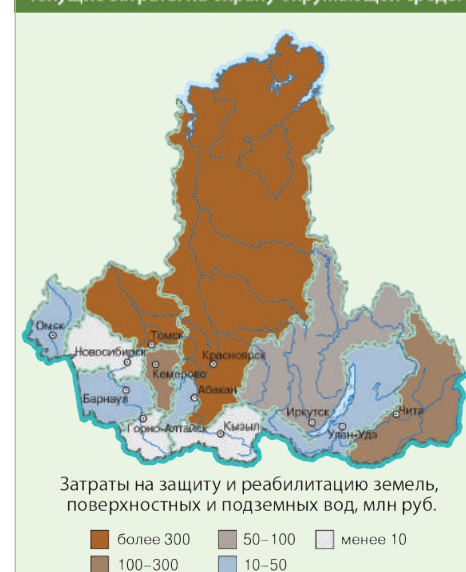 Омск
Томск
Новосибирск
Красноярск
Кемерово
Абакан
Барнаул
Иркутск
Чита
Горно-Алтайск
Кызыл
Улан-Удэ
Затраты на защиту и реабилитацию земель,
поверхностных и подземных вод, млн руб.
более 300
50–100
менее 10
100–300
10–50